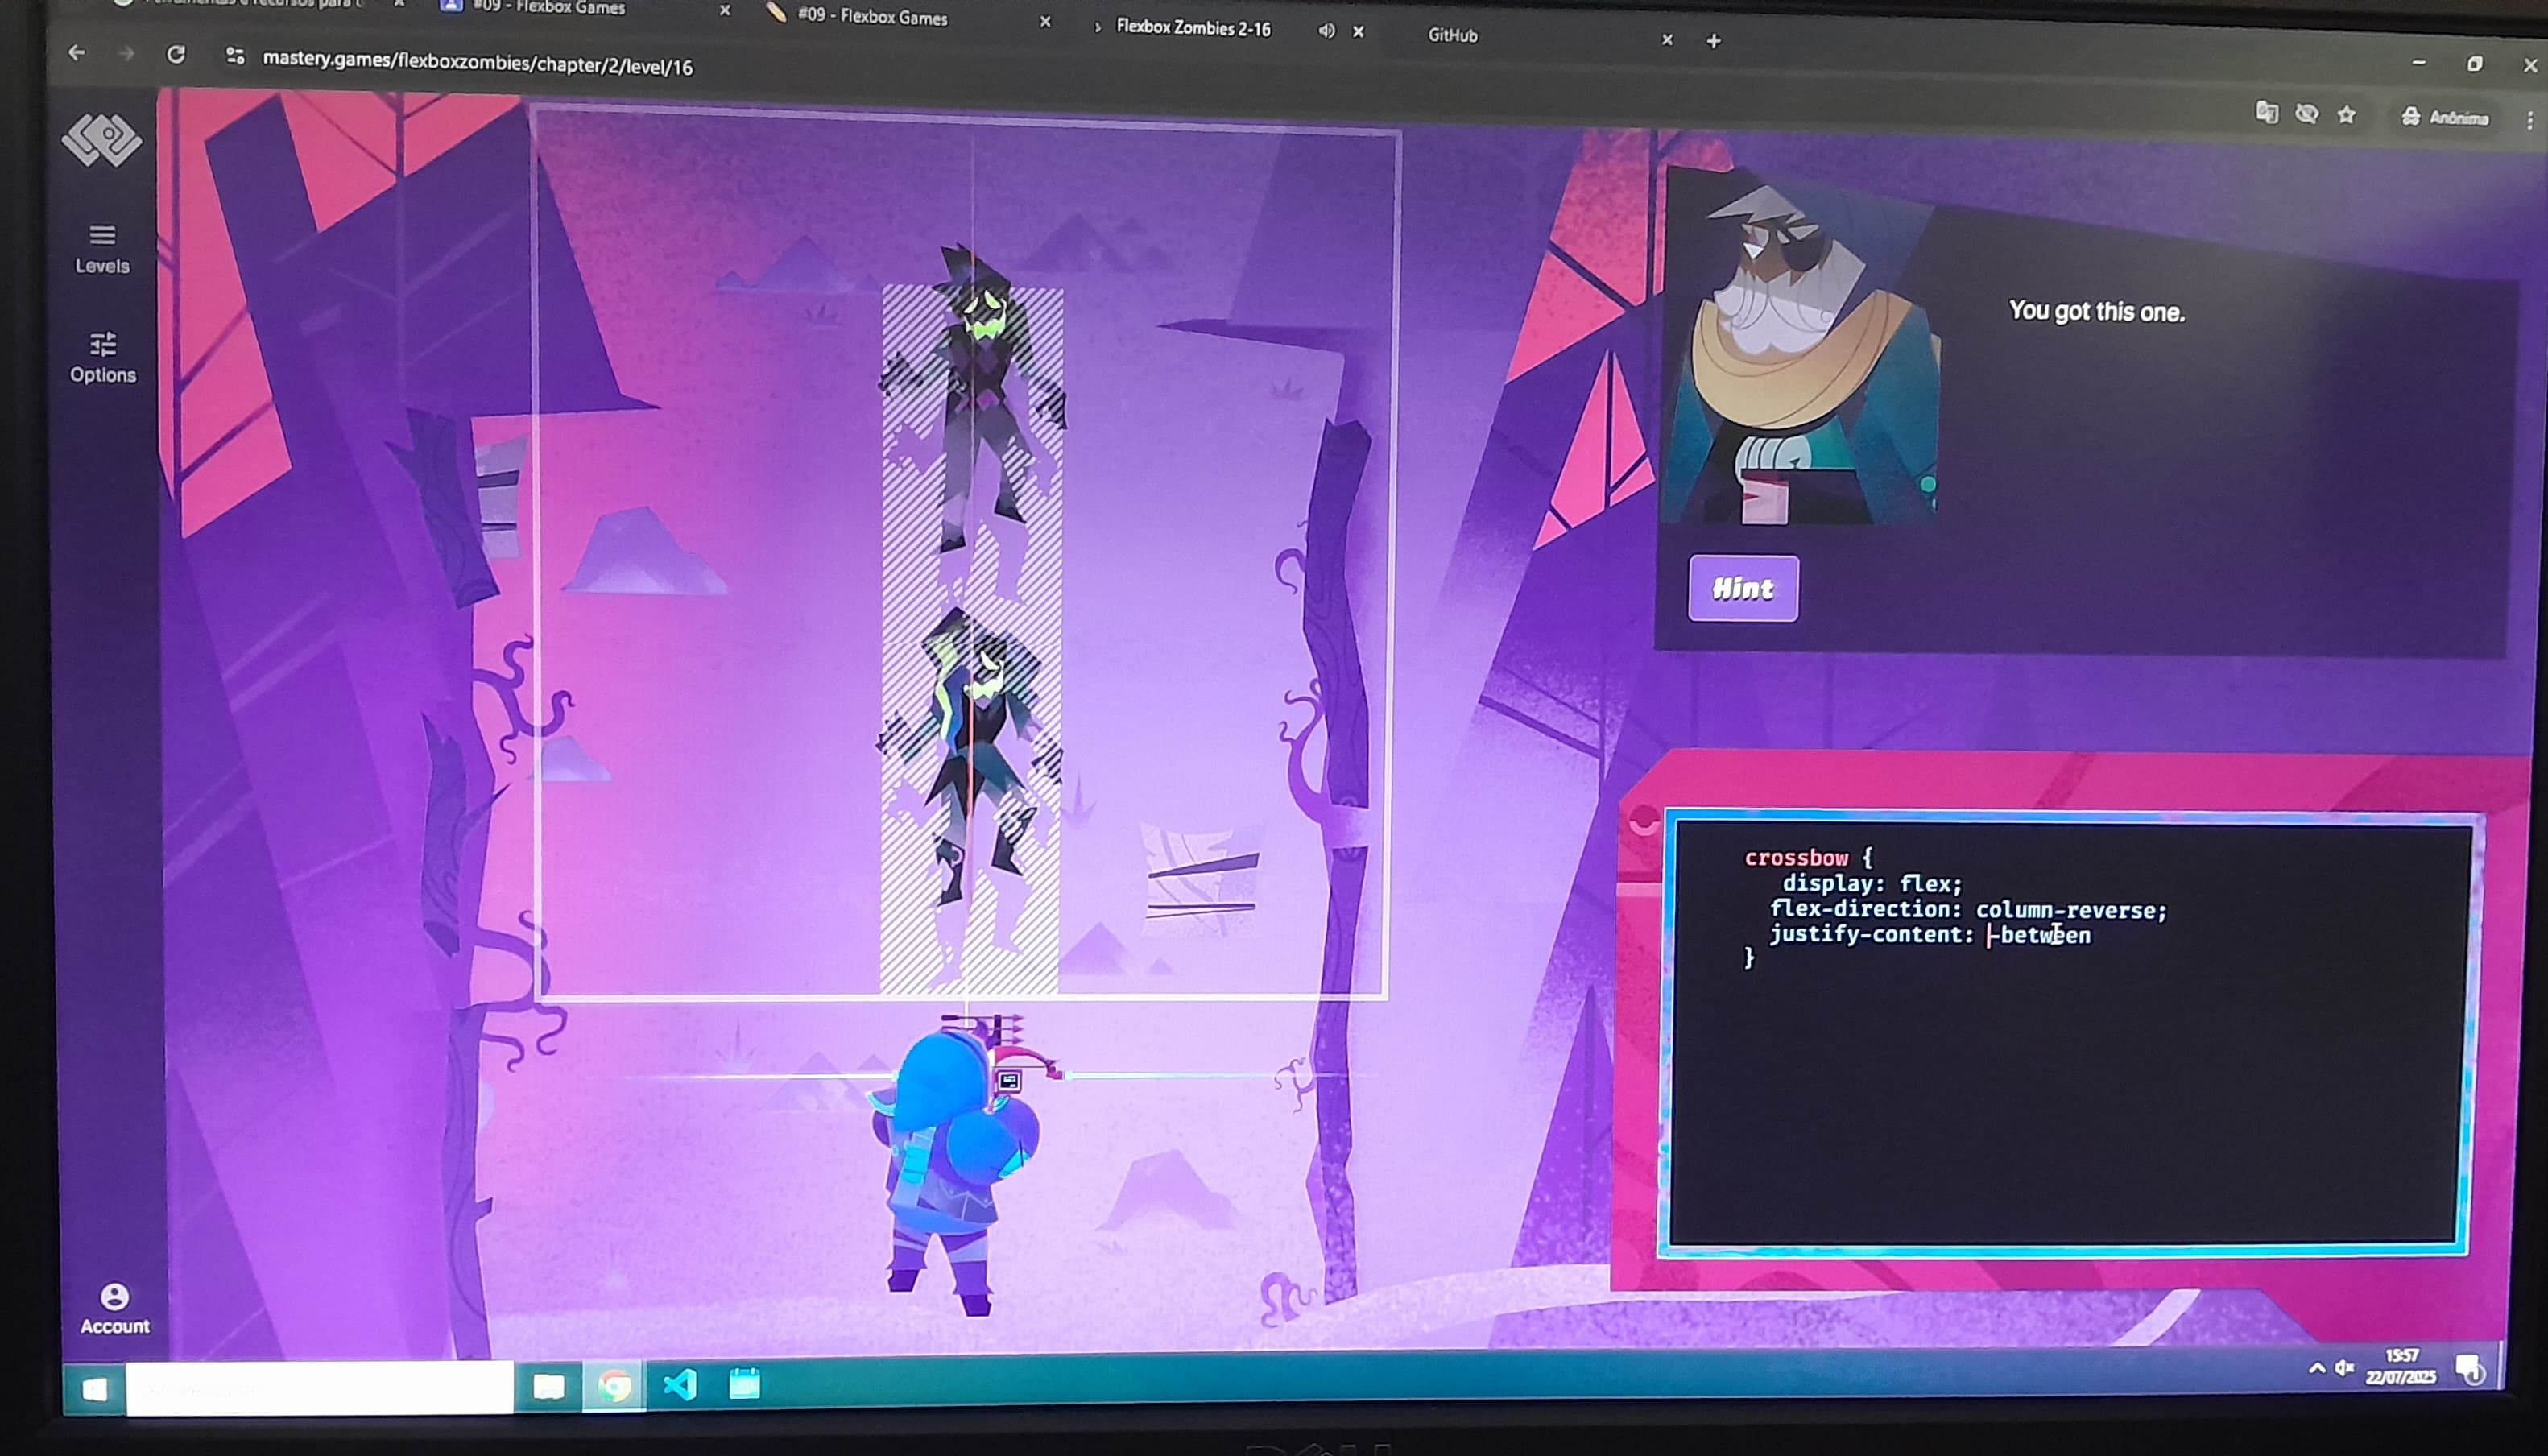 #09 - Flexbox Games
#09 - Flexbox Games
Flexbox Zombies 2-16
GitHub
mastery.games/flexboxzombies/chapter/2/level/16
Anônima
Levels
Options
You got this one.
Hint
crossbow {
display: flex;
flex-direction: column-reverse;
justify-content: -between
}
Account
15:57
22/07/2025